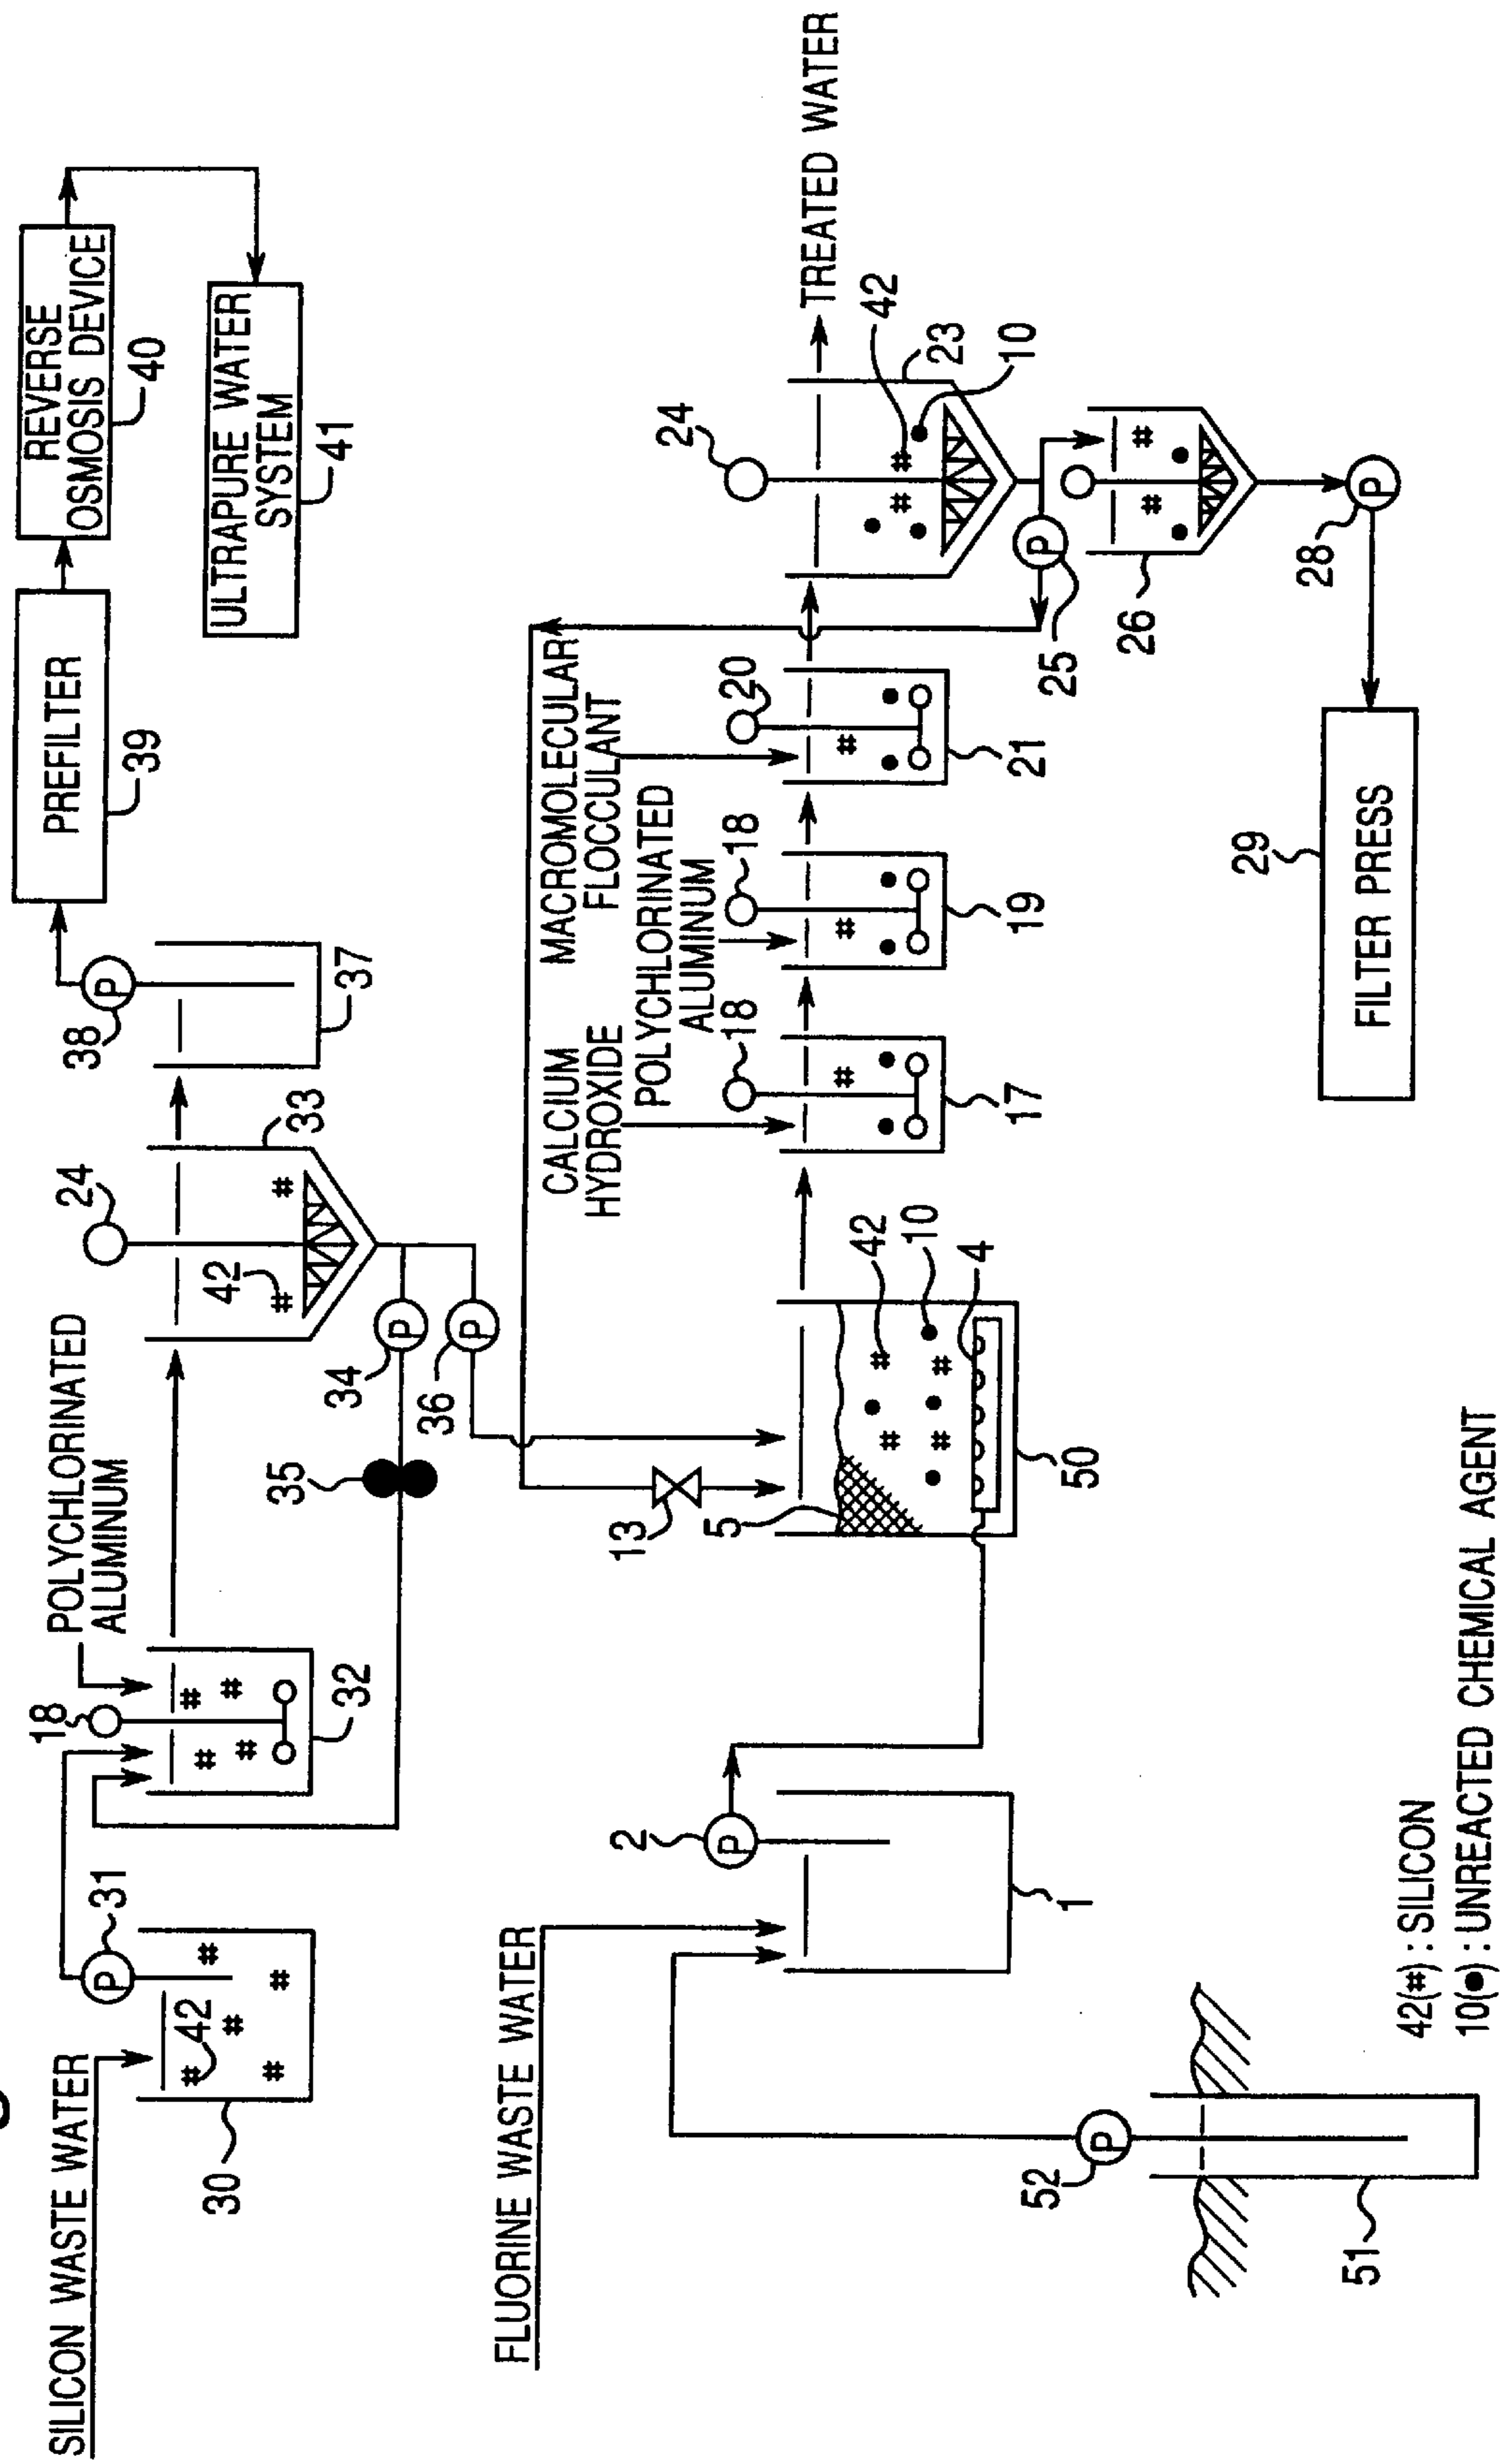 SILICON WASTE WATER
30
42
31
P
18
POLYCHLORINATED
ALUMINUM
32
35
34
P
36
P
24
42
33
38
P
37
PREFILTER
39
REVERSE
OSMOSIS DEVICE
40
ULTRAPURE WATER
SYSTEM
41
FLUORINE WASTE WATER
2
P
1
52
P
51
13
5
50
42
10
4
CALCIUM
HYDROXIDE
18
17
POLYCHLORINATED
ALUMINUM
18
19
MACROMOLECULAR
FLOCCULANT
20
21
24
TREATED WATER
42
23
10
P
25
26
28
P
29
FILTER PRESS
42(#) : SILICON
10(●) : UNREACTED CHEMICAL AGENT